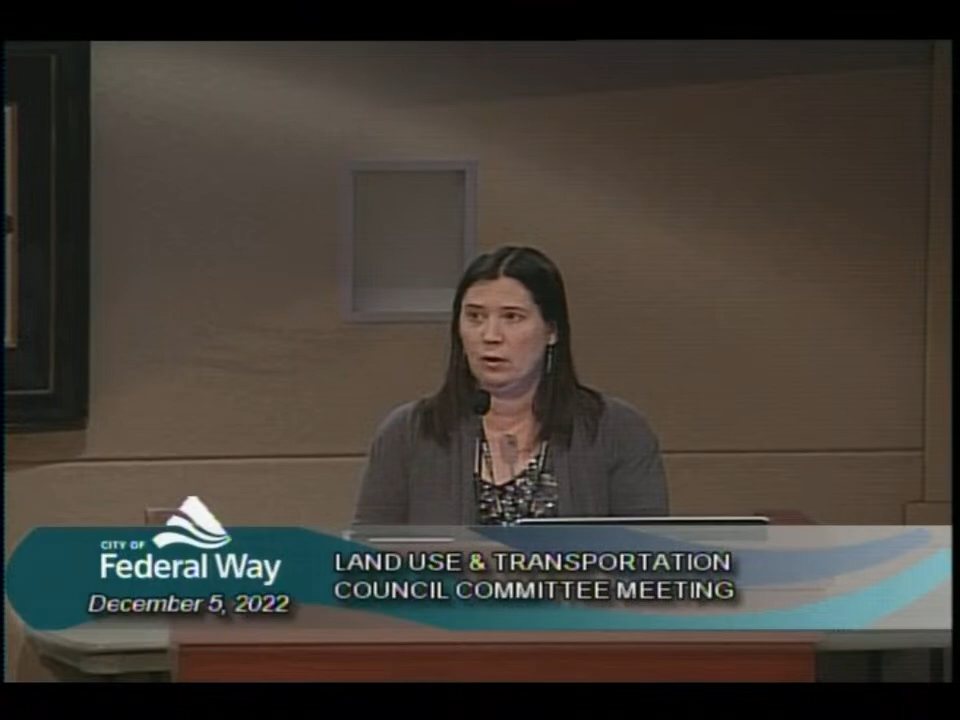 CITY OF
Federal Way
December 5, 2022
LAND USE & TRANSPORTATION
COUNCIL COMMITTEE MEETING